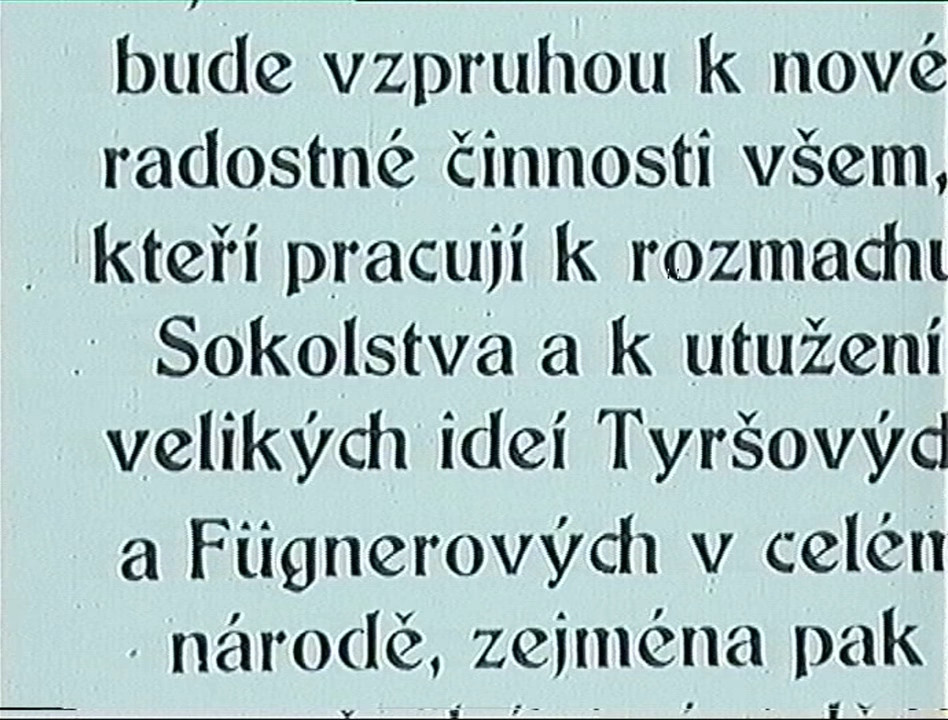 bude vzpruhou k nové
radostné činnosti všem,
kteří pracují k rozmachu
Sokolstva a k utužení
velikých ideí Tyršových
a Fügnerových v celém
národě, zejména pak